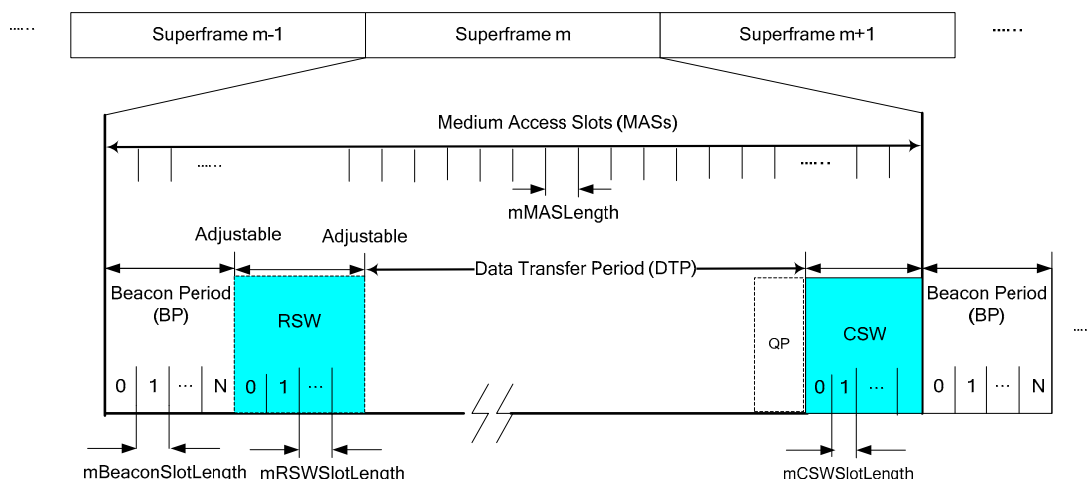 ...... Superframe m-1 Superframe m Superframe m+1 ......
Medium Access Slots (MASs)
...... ......
mMASLength
Adjustable Adjustable
Data Transfer Period (DTP)
Beacon Period
(BP)
RSW
QP
CSW
Beacon Period
(BP)
....
0 1 ... N 0 1 ... 0 1 ... 0 1 ... N
mBeaconSlotLength mRSWSlotLength mCSWSlotLength